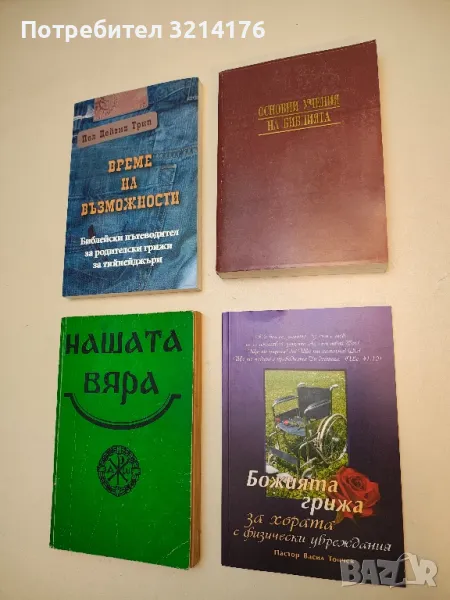 Потребител #3214176
Пол Дейвид Трип
ВРЕМЕ
НА
ВЪЗМОЖНОСТИ
Библейски пътеводител
за родителски грижи
за тийнейджъри
ОСНОВНИ УЧЕНИЯ
НА БИБЛИЯТА
НАШАТА
ВЯРА
Божията
грижа
за хората
с физически увреждания
Пастор Васил
BAZAR